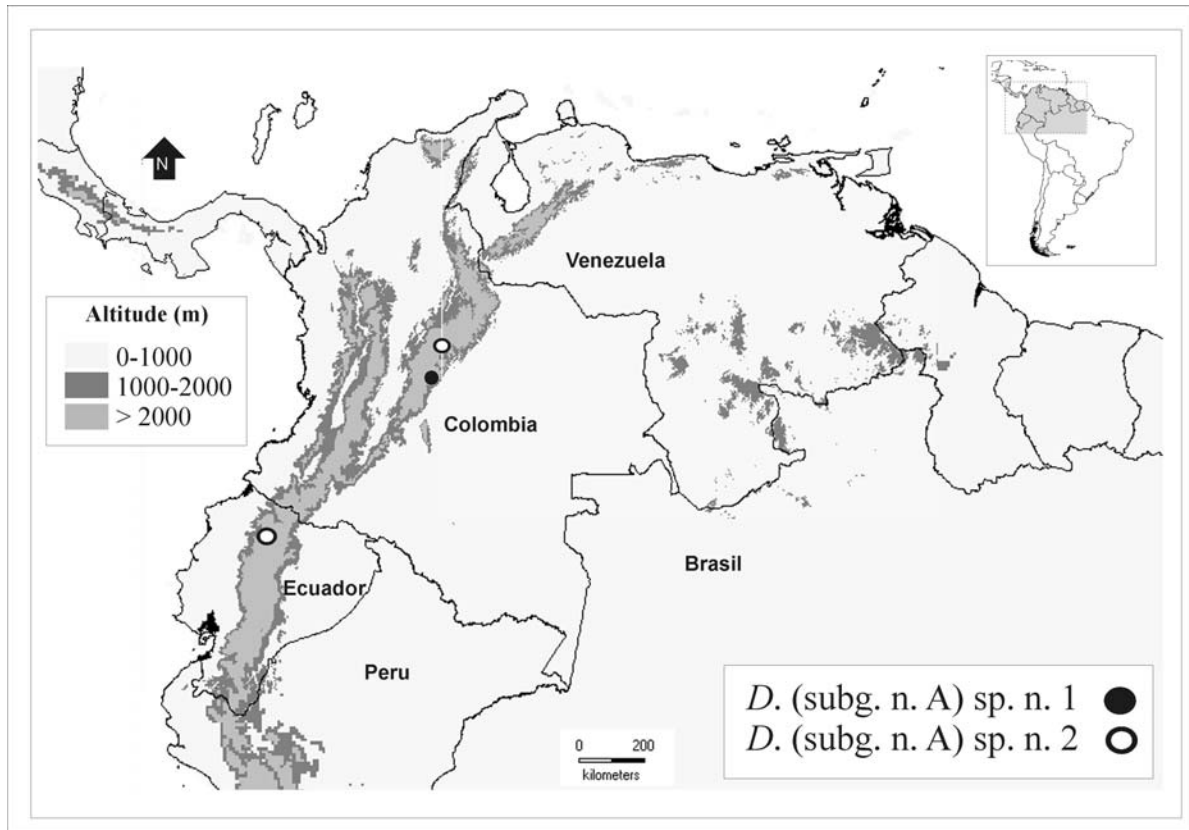 N
Venezuela
Altitude (m)
0-1000
1000-2000
> 2000
Colombia
Brasil
Ecuador
Peru
D. (subg. n. A) sp. n. 1
D. (subg. n. A) sp. n. 2
0 200
kilometers